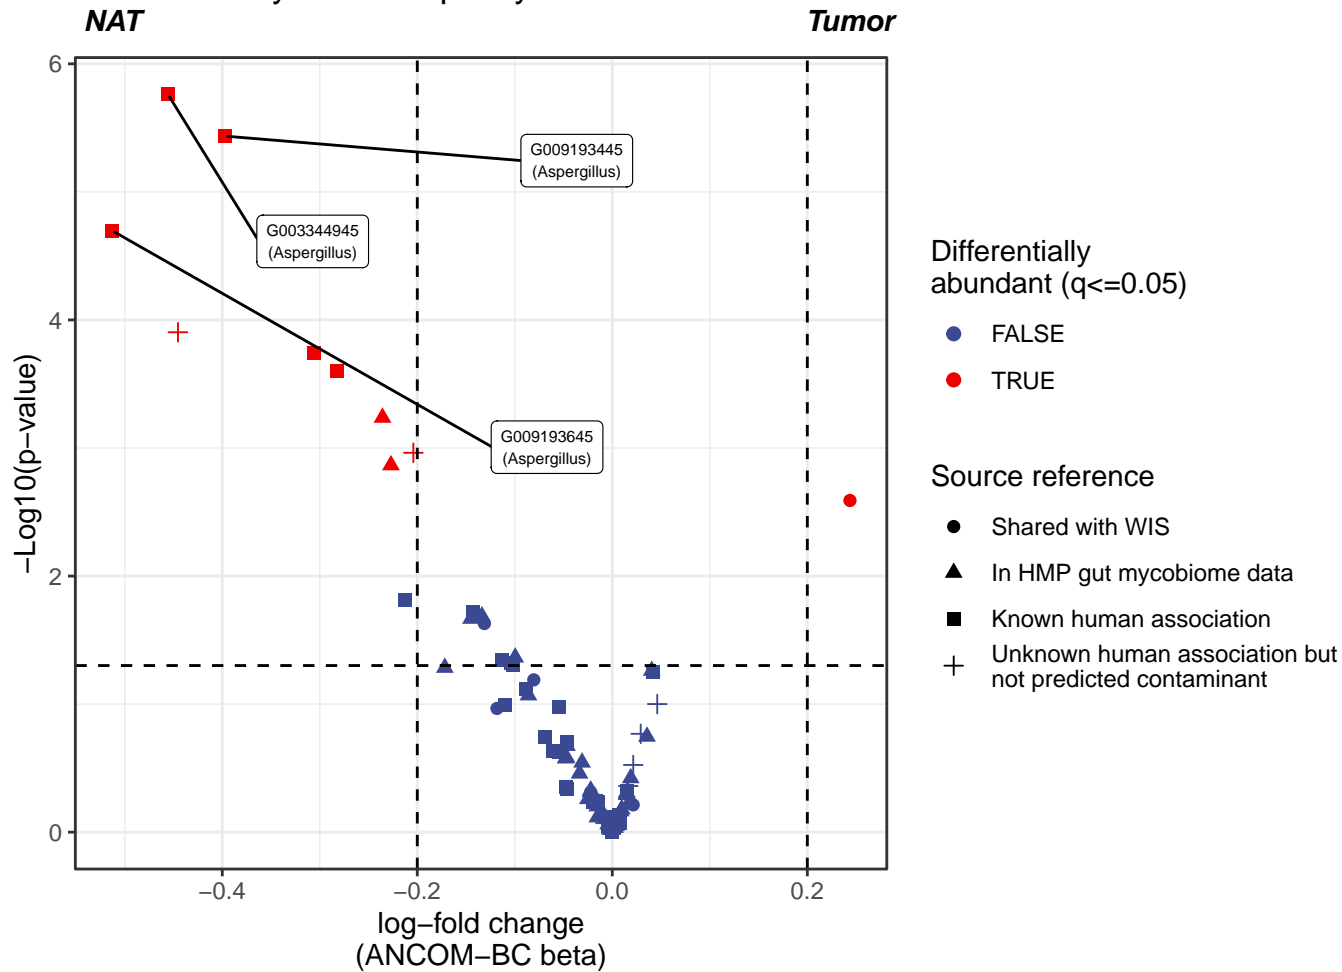 NAT
Tumor
6
4
2
0
−Log10(p−value)
G009193445
(Aspergillus)
G003344945
(Aspergillus)
G009193645
(Aspergillus)
−0.4
−0.2
0.0
0.2
log−fold change
(ANCOM−BC beta)
Differentially
abundant (q<=0.05)
FALSE
TRUE
Source reference
Shared with WIS
In HMP gut mycobiome data
Known human association
Unknown human association but
not predicted contaminant